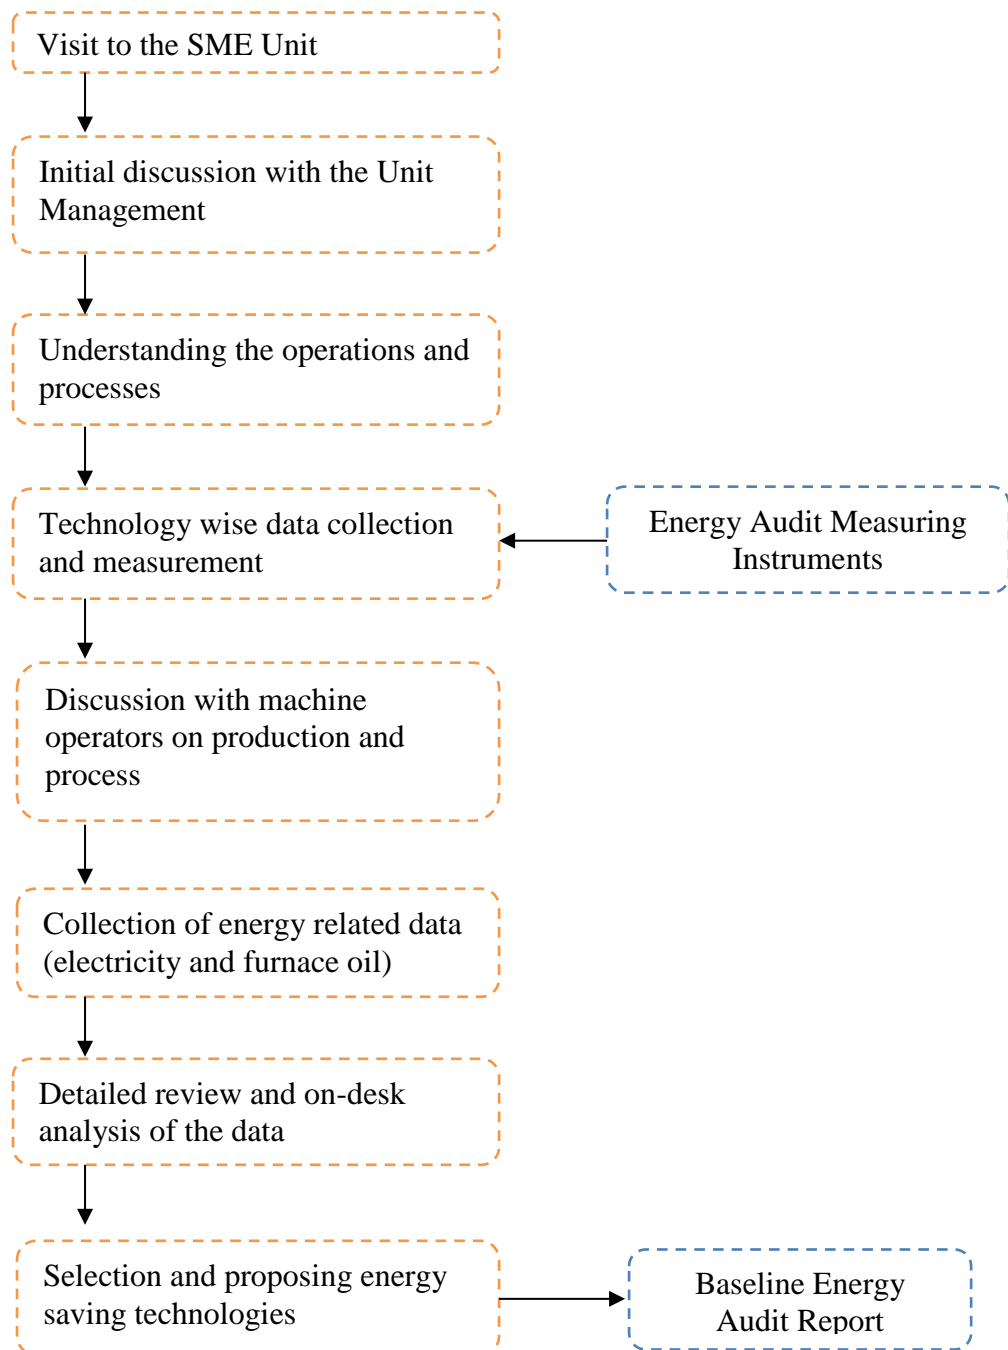 Visit to the SME Unit
Initial discussion with the Unit
Management
Understanding the operations and
processes
Technology wise data collection
and measurement
Energy Audit Measuring
Instruments
Discussion with machine
operators on production and
process
Collection of energy related data
(electricity and furnace oil)
Detailed review and on-desk
analysis of the data
Selection and proposing energy
saving technologies
Baseline Energy
Audit Report